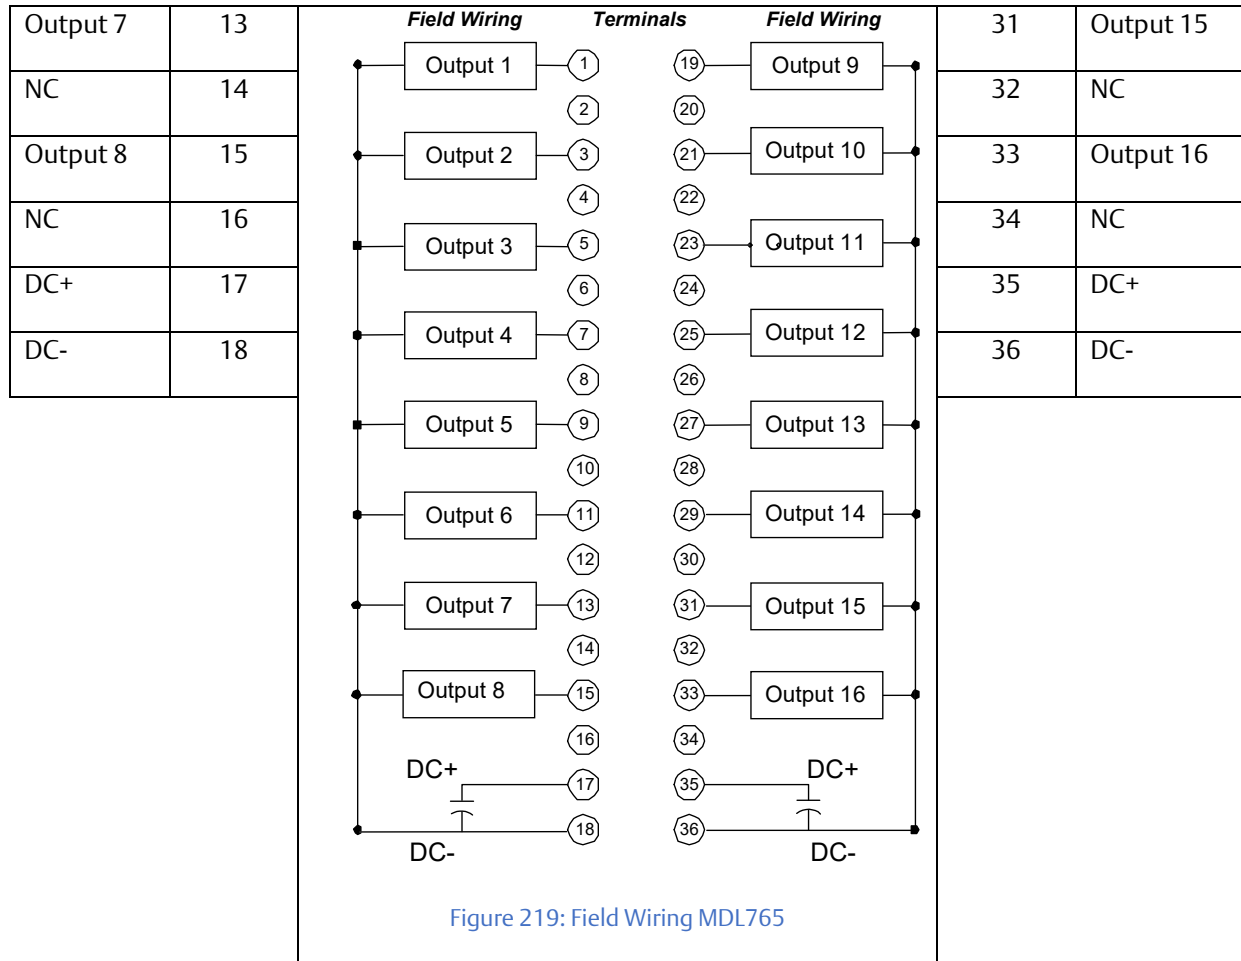 Output 7 13
NC 14
Output 8 15
NC 16
DC+ 17
DC- 18
Field Wiring Terminals Field Wiring
Output 1 1 19 Output 9
2 20
Output 2 3 21 Output 10
4 22
Output 3 5 23 Output 11
6 24
Output 4 7 25 Output 12
8 26
Output 5 9 27 Output 13
10 28
Output 6 11 29 Output 14
12 30
Output 7 13 31 Output 15
14 32
Output 8 15 33 Output 16
16 34
DC+ 17 35 DC+
18 36
DC- DC-
Figure 219: Field Wiring MDL765
31 Output 15
32 NC
33 Output 16
34 NC
35 DC+
36 DC-